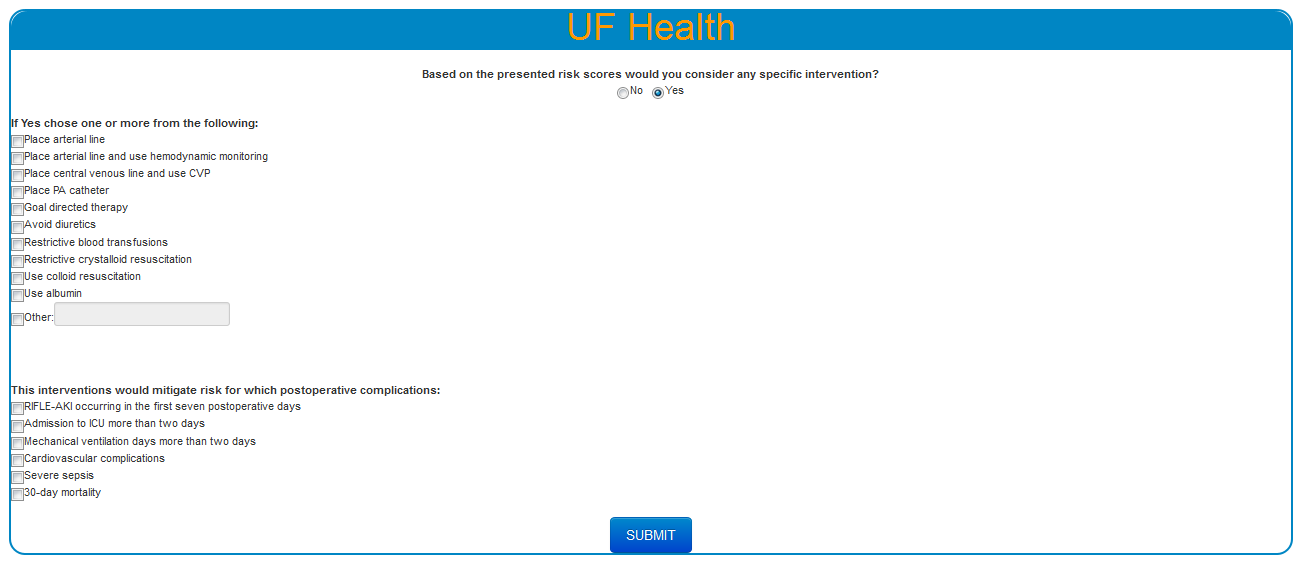 UF Health
Based on the presented risk scores would you consider any specific intervention?
No Yes
If Yes chose one or more from the following:
Place arterial line
Place arterial line and use hemodynamic monitoring
Place central venous line and use CVP
Place PA catheter
Goal directed therapy
Avoid diuretics
Restrictive blood transfusions
Restrictive crystalloid resuscitation
Use colloid resuscitation
Use albumin
Other:
This interventions would mitigate risk for which postoperative complications:
RIFLE-AKI occurring in the first seven postoperative days
Admission to ICU more than two days
Mechanical ventilation days more than two days
Cardiovascular complications
Severe sepsis
30-day mortality
SUBMIT